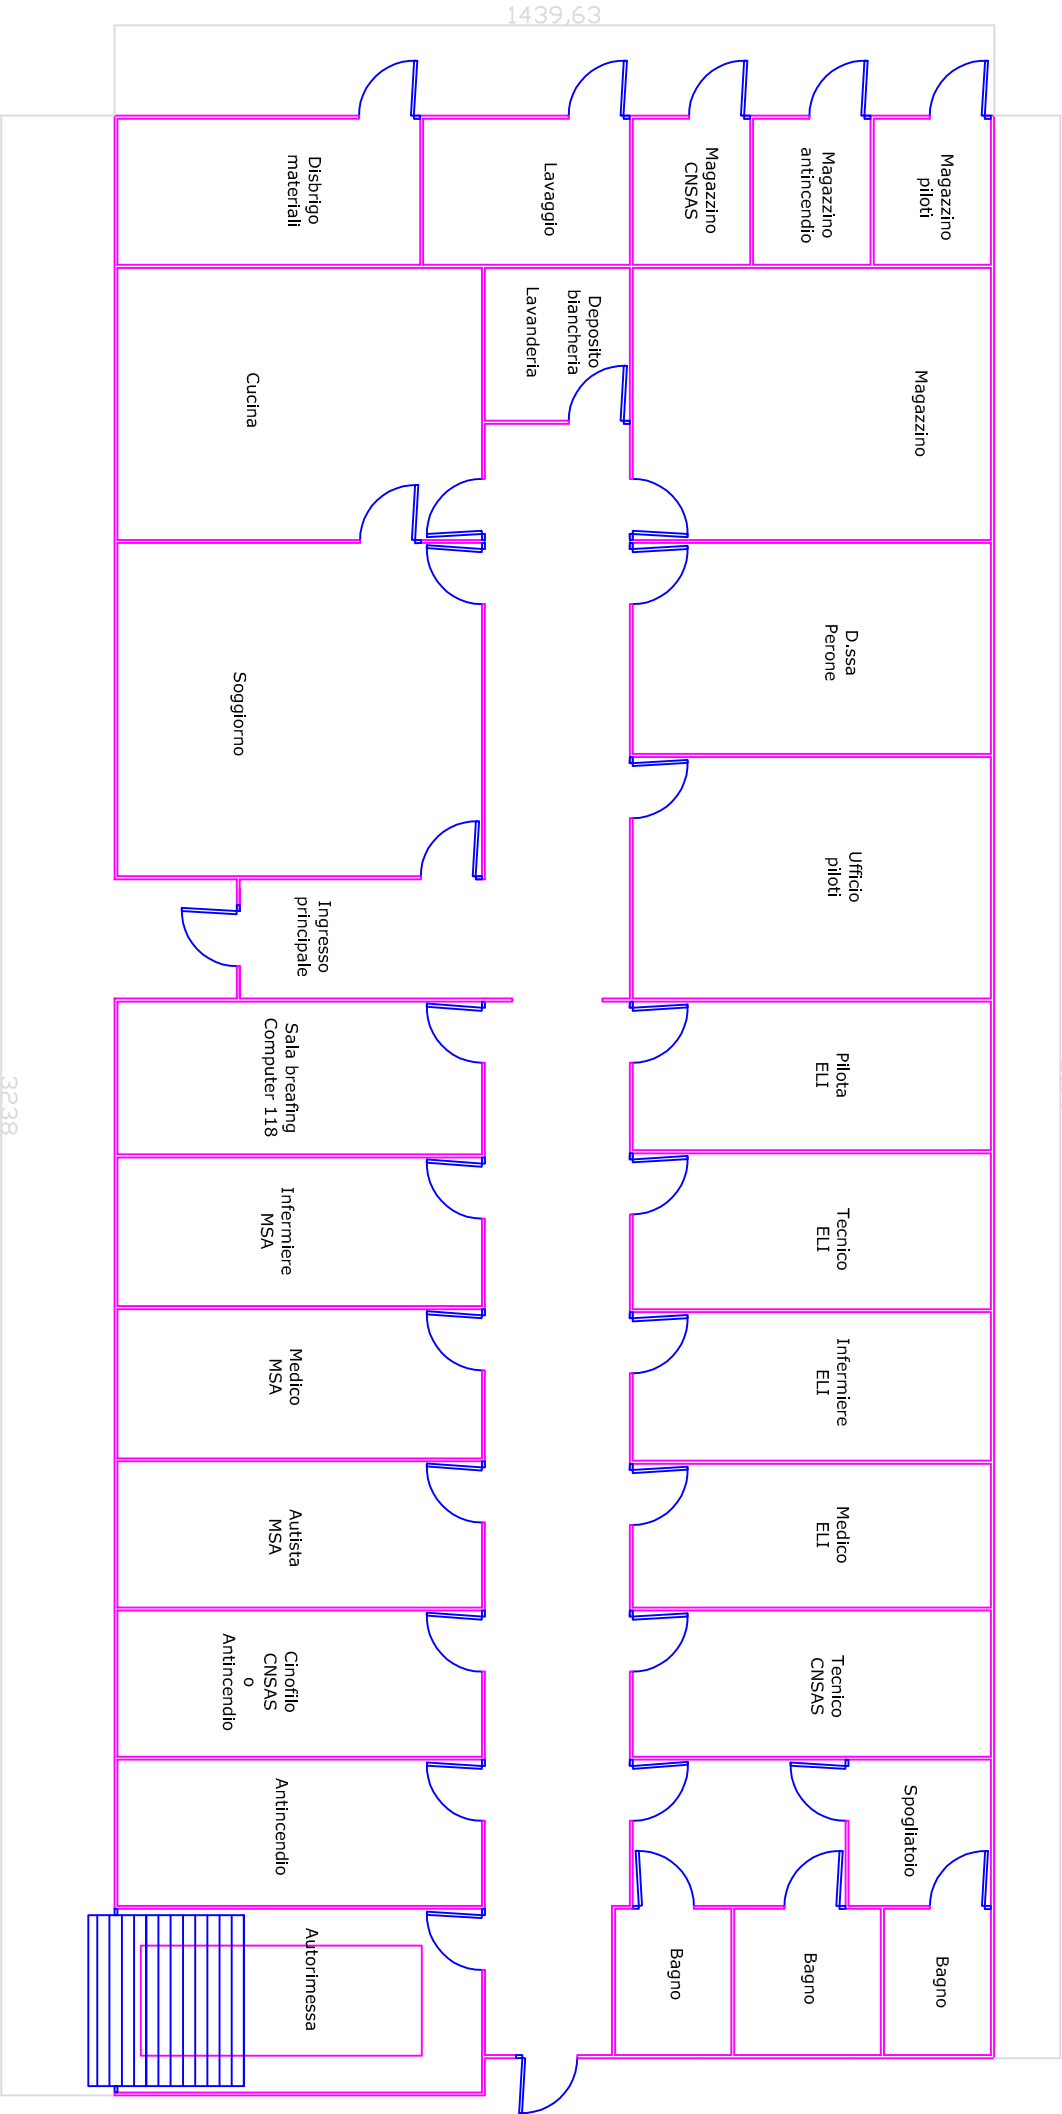 1439,63
Disbrigo
materiali
Lavaggio
Magazzino
CNSAS
Magazzino
antincendio
Magazzino
piloti
Cucina
Deposito
biancheria
Lavanderia
Magazzino
Soggiorno
D.ssa
Perone
Ingresso
principale
Ufficio
piloti
3238
Sala breafing
Computer 118
Pilota
ELI
Infermiere
MSA
Tecnico
ELI
Medico
MSA
Infermiere
ELI
Autista
MSA
Medico
ELI
Cinofilo
CNSAS
o
Antincendio
Tecnico
CNSAS
Antincendio
Spogliatoio
Autorimessa
Bagno
Bagno
Bagno